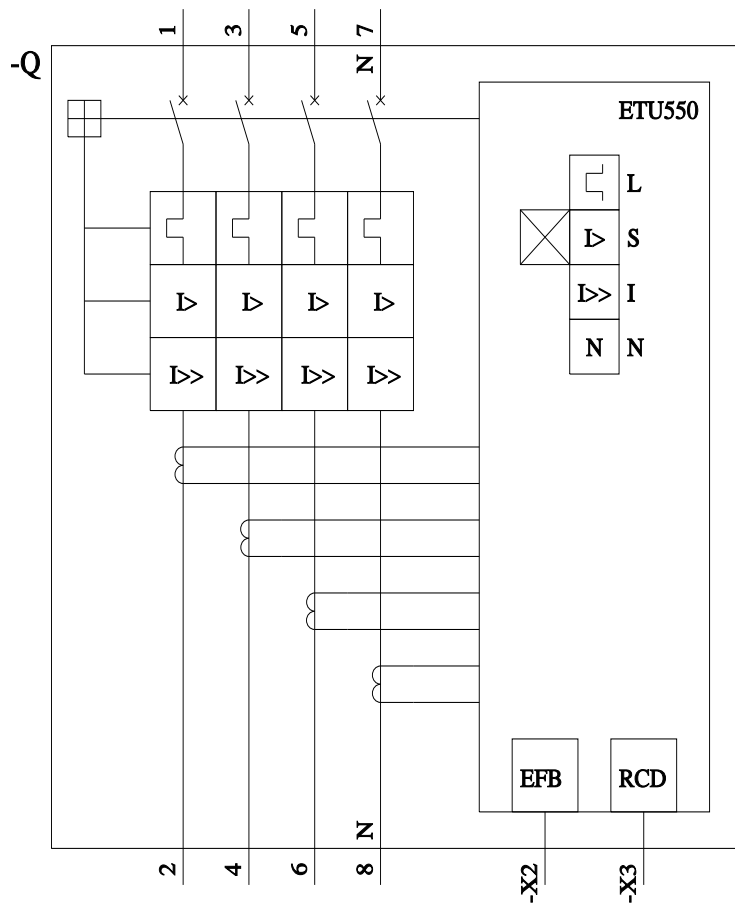 1 3 5 7
-Q N
ETU550
L
I> S
I> I> I> I> I>> I
I>> I>> I>> I>> N N
EFB RCD
N
2 4 6 8 -X2 -X3